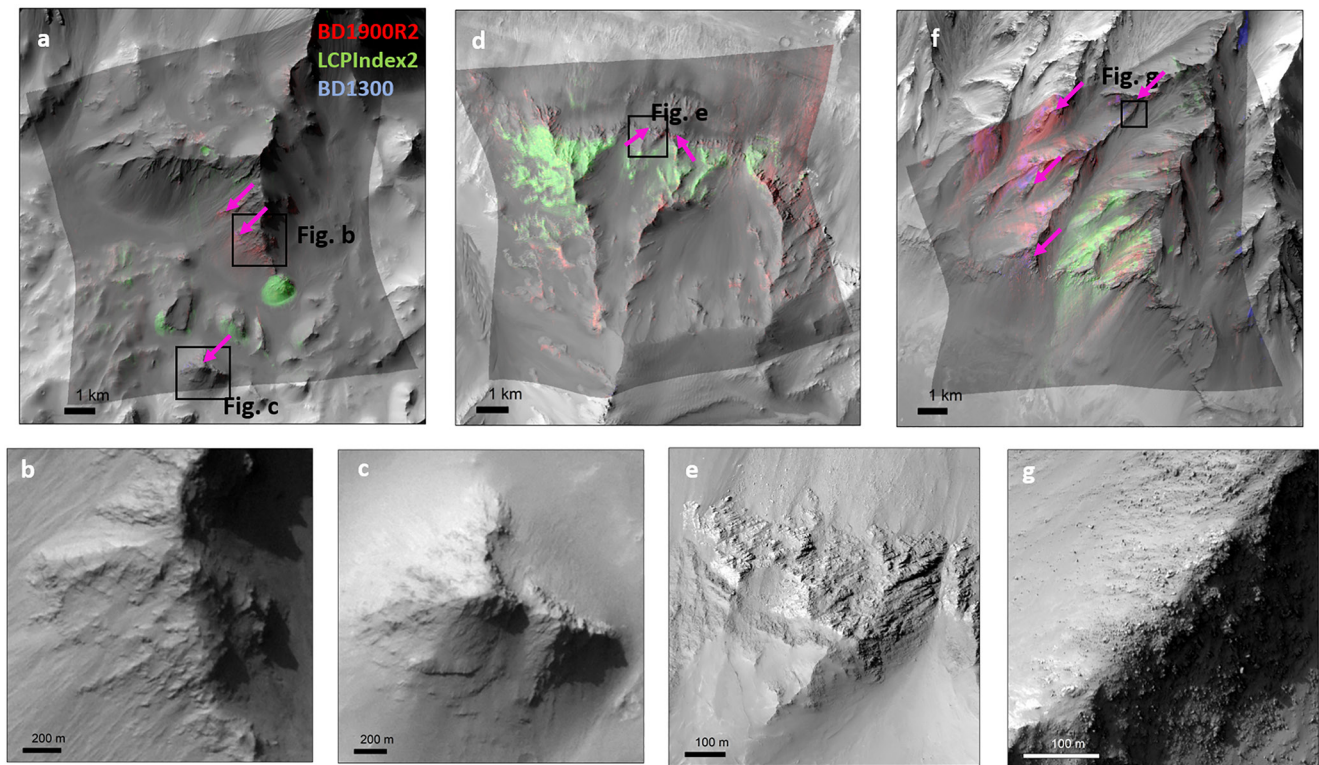 a
BD1900R2
LCPIndex2
BD1300
Fig. b
Fig. c
1 km
d
Fig. e
1 km
f
Fig. g
1 km
b
200 m
c
200 m
e
100 m
g
100 m